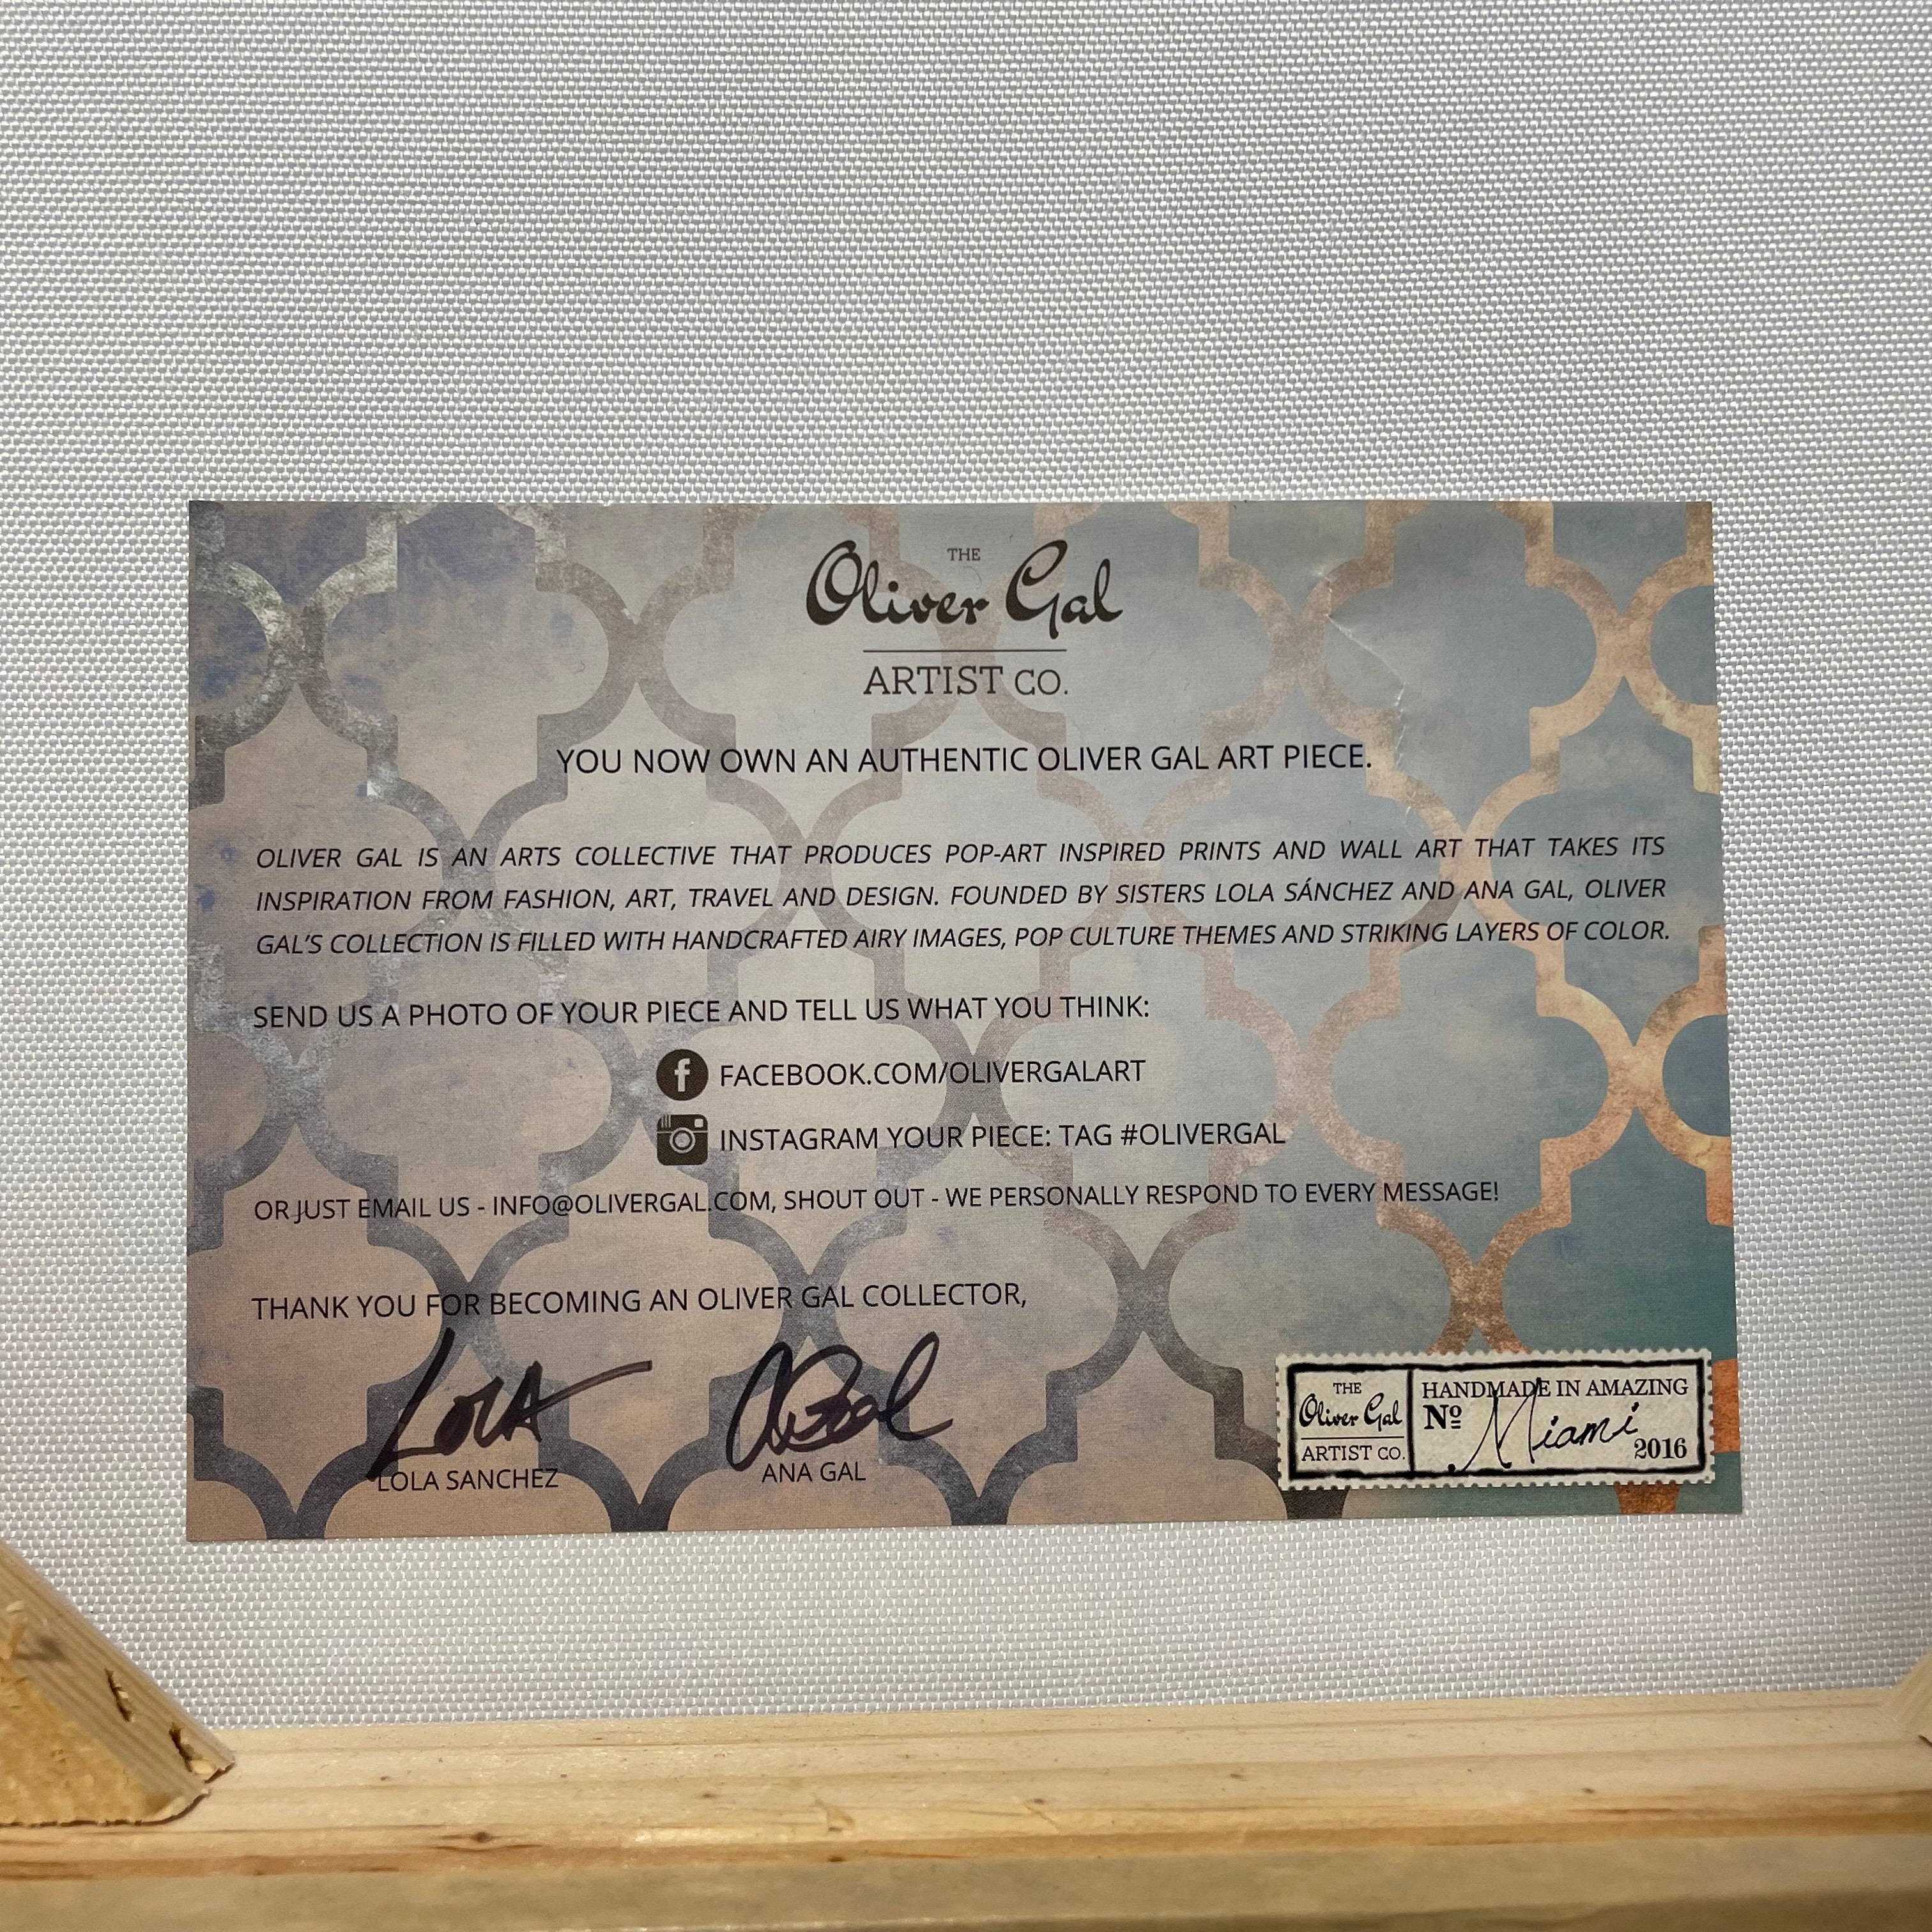 THE
Oliver Gal
ARTIST CO.
YOU NOW OWN AN AUTHENTIC OLIVER GAL ART PIECE.
OLIVER GAL IS AN ARTS COLLECTIVE THAT PRODUCES POP-ART INSPIRED PRINTS AND WALL ART THAT TAKES ITS
INSPIRATION FROM FASHION, ART, TRAVEL AND DESIGN. FOUNDED BY SISTERS LOLA SÁNCHEZ AND ANA GAL, OLIVER
GAL'S COLLECTION IS FILLED WITH HANDCRAFTED AIRY IMAGES, POP CULTURE THEMES AND STRIKING LAYERS OF COLOR.
SEND US A PHOTO OF YOUR PIECE AND TELL US WHAT YOU THINK:
f FACEBOOK.COM/OLIVERGALART
INSTAGRAM YOUR PIECE: TAG #OLIVERGAL
OR JUST EMAIL US - INFO@OLIVERGAL.COM, SHOUT OUT - WE PERSONALLY RESPOND TO EVERY MESSAGE!
THANK YOU FOR BECOMING AN OLIVER GAL COLLECTOR,
LOLA
LOLA SANCHEZ
ANA GAL
THE
Oliver Gal
ARTIST CO.
HANDMADE IN AMAZING
Nº Miami
2016